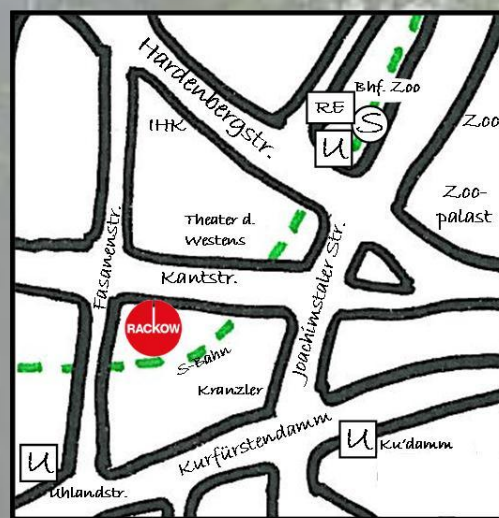 Hardenbergstr.
Bhf. Zoo
RE
S
U
IHK
Zoo
Zoo-
palast
Theater d.
Westens
Fasanenstr.
Kantstr.
Joachimstaler Str.
RACKOW
S-Bahn
Kranzler
Kurfürstendamm
U
Ku'damm
U
Uhlandstr.